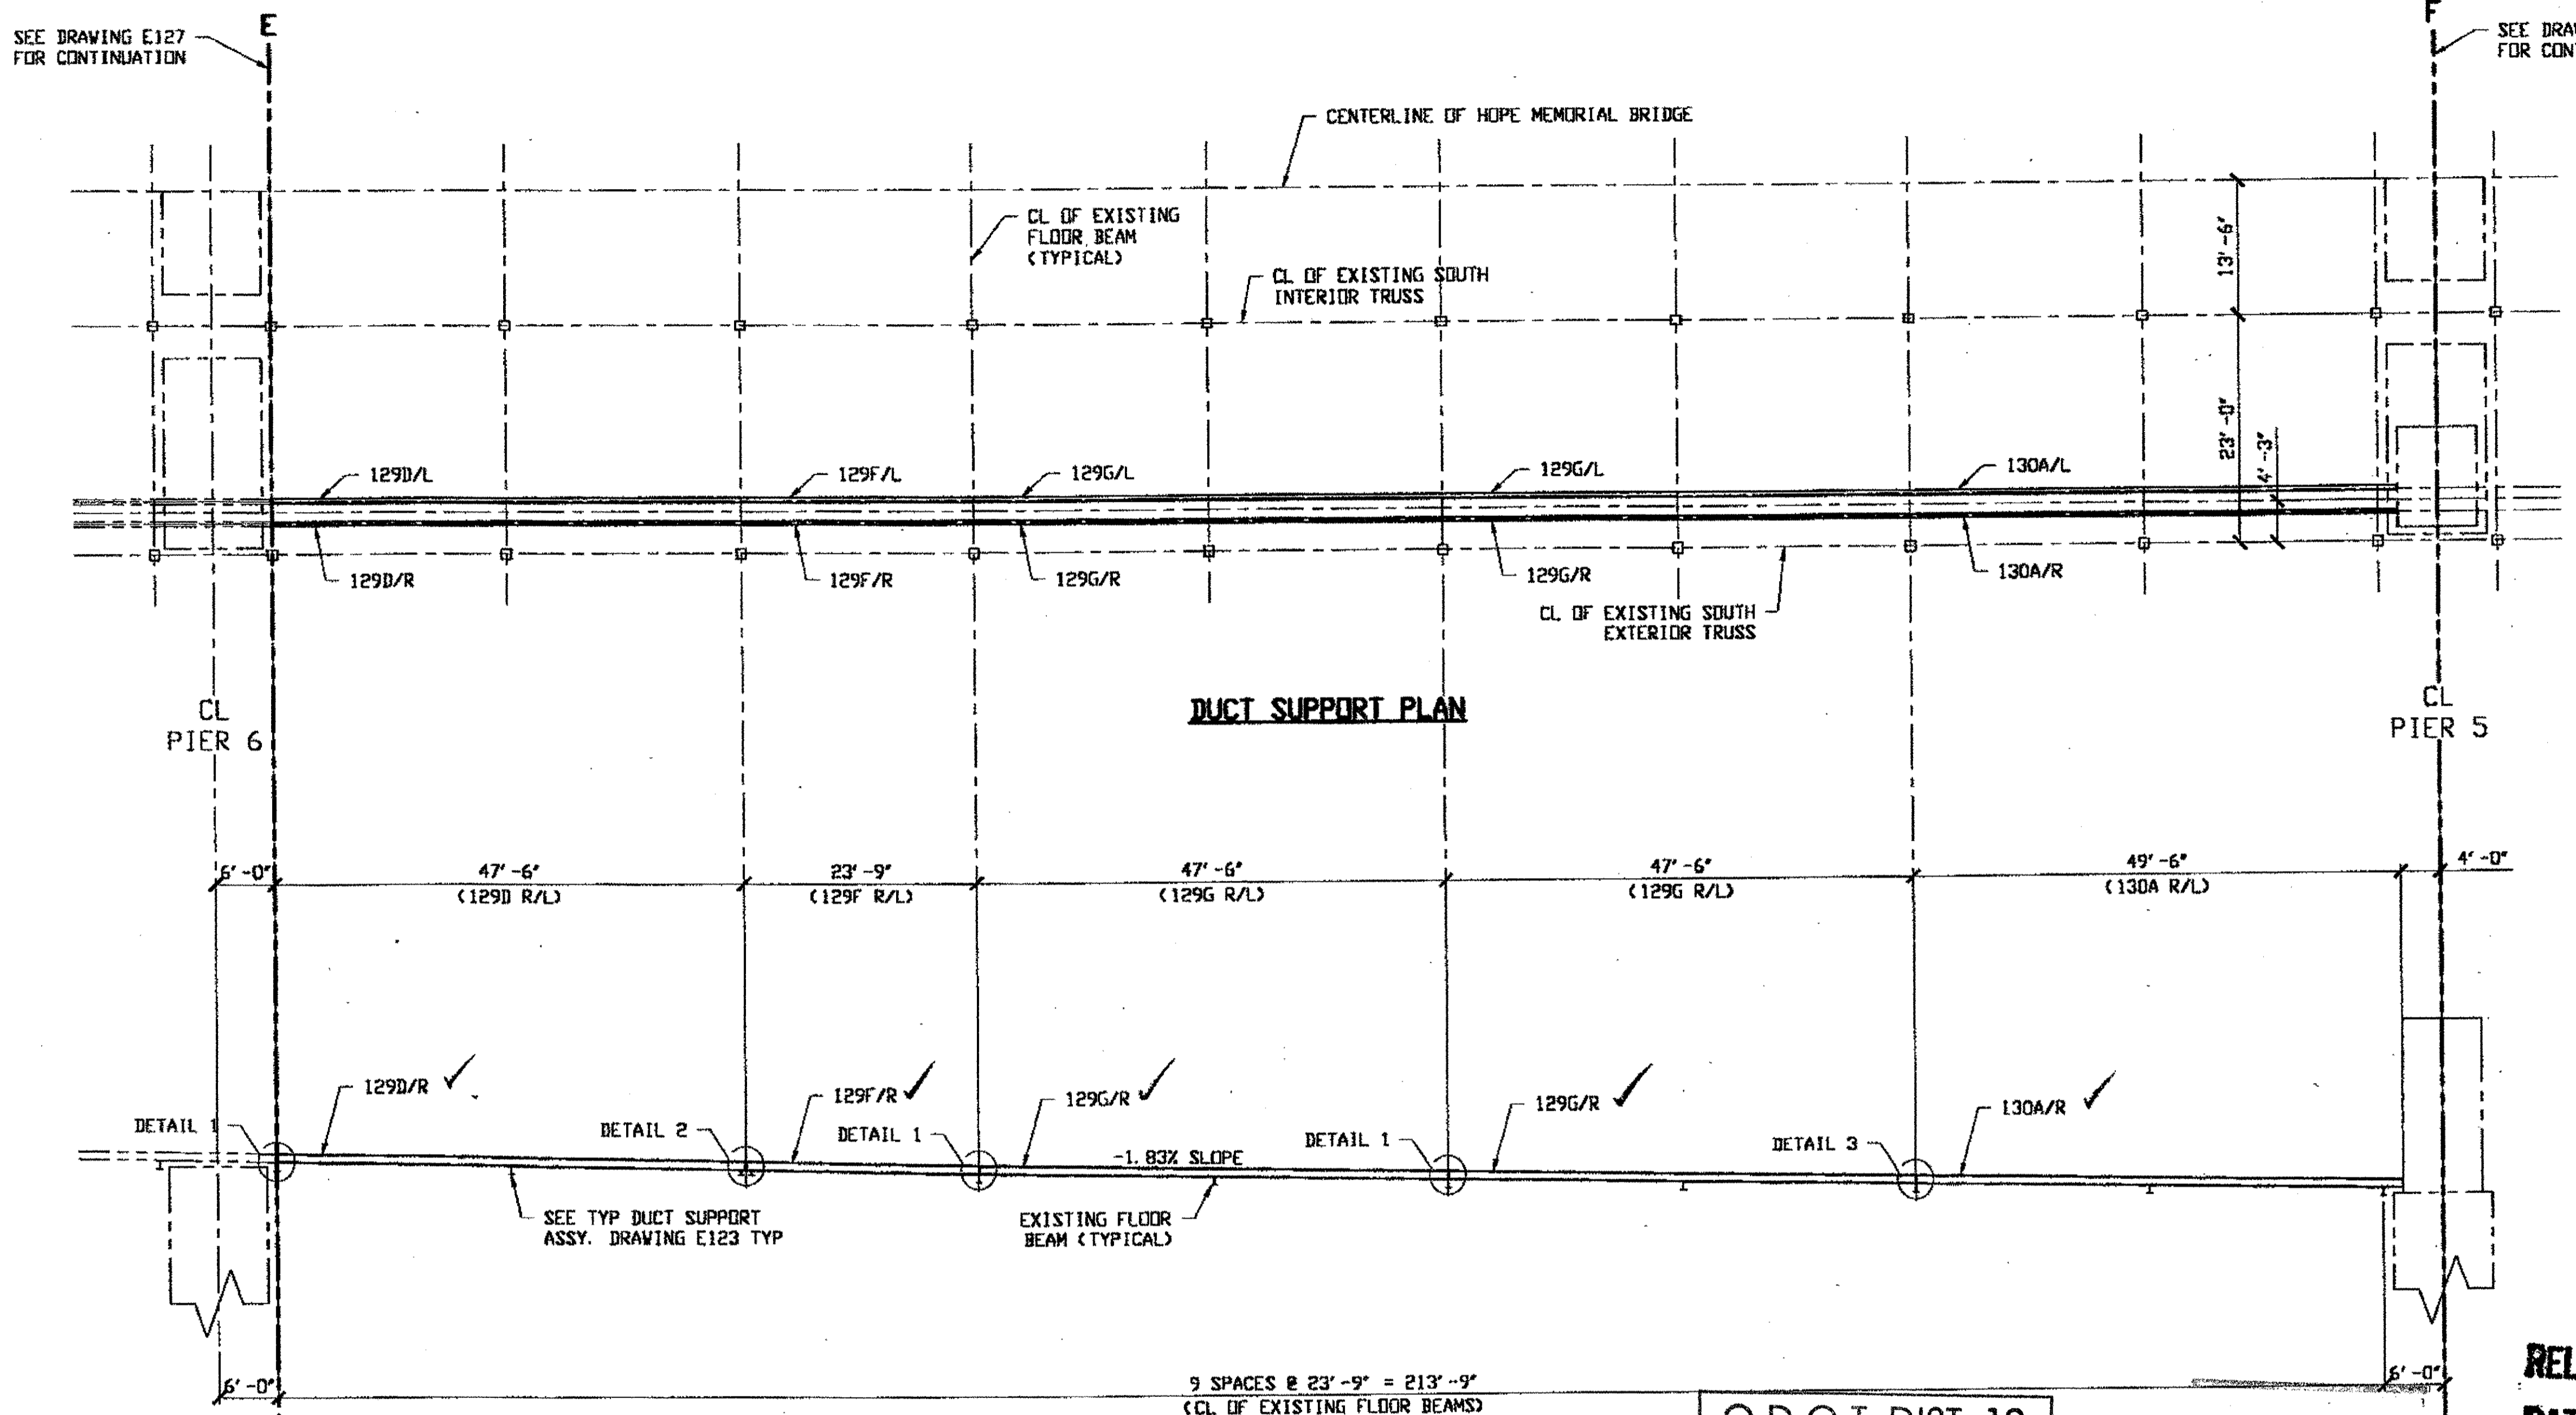 E
F
SEE DRAWING E127
FOR CONTINUATION
CENTERLINE OF HOPE MEMORIAL BRIDGE
CL OF EXISTING
FLOOR BEAM
(TYPICAL)
CL OF EXISTING SOUTH
INTERIOR TRUSS
13'-6"
23'-0"
4'-3"
129D/L
129F/L
129G/L
129G/L
130A/L
129D/R
129F/R
129G/R
129G/R
130A/R
CL OF EXISTING SOUTH
EXTERIOR TRUSS
DUCT SUPPORT PLAN
CL
PIER 6
CL
PIER 5
6'-0"
47'-6"
(129D R/L)
23'-9"
(129F R/L)
47'-6"
(129G R/L)
47'-6"
(129G R/L)
49'-6"
(130A R/L)
4'-0"
129D/R
129F/R
129G/R
129G/R
130A/R
DETAIL 1
DETAIL 2
DETAIL 1
DETAIL 1
DETAIL 3
-1.83% SLOPE
SEE TYP DUCT SUPPORT
ASSY. DRAWING E123 TYP
EXISTING FLOOR
BEAM (TYPICAL)
6'-0"
9 SPACES @ 23'-9" = 213'-9"
(CL OF EXISTING FLOOR BEAMS)
6'-0"